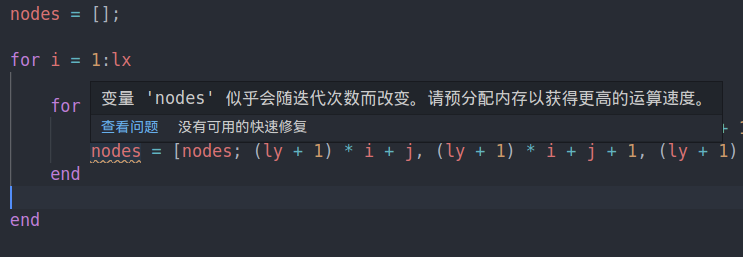 nodes = [];
for i = 1:lx
for
变量 'nodes' 似乎会随迭代次数而改变。请预分配内存以获得更高的运算速度。
查看问题 没有可用的快速修复
+ 1
nodes = [nodes; (ly + 1) * i + j, (ly + 1) * i + j + 1, (ly + 1)
end
end